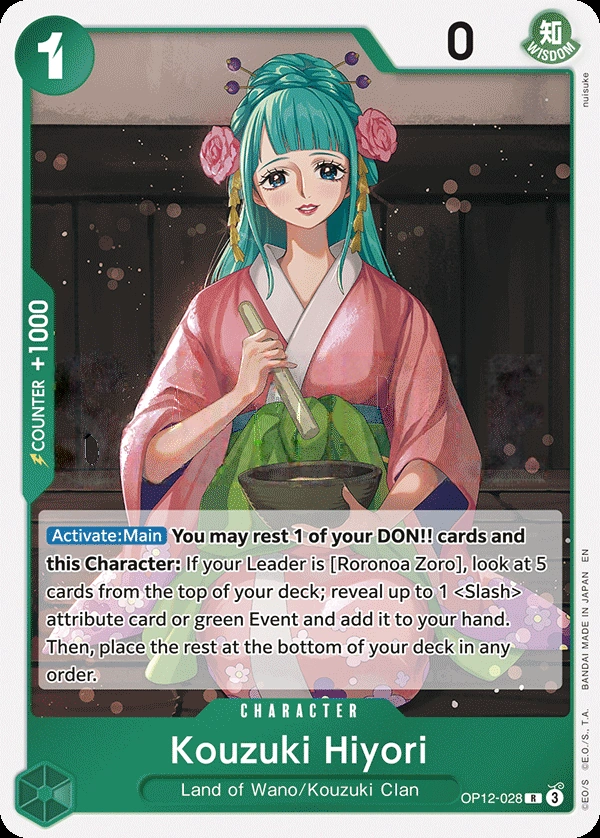 1
0
知
WISDOM
nuisuke
COUNTER +1000
Activate:Main You may rest 1 of your DON!! cards and
this Character: If your Leader is [Roronoa Zoro], look at 5
cards from the top of your deck; reveal up to 1 <Slash>
attribute card or green Event and add it to your hand.
Then, place the rest at the bottom of your deck in any
order.
CHARACTER
Kouzuki Hiyori
Land of Wano/Kouzuki Clan
OP12-028 R 3
©E.O/S ©E.O./S., T.A. BANDAI MADE IN JAPAN EN